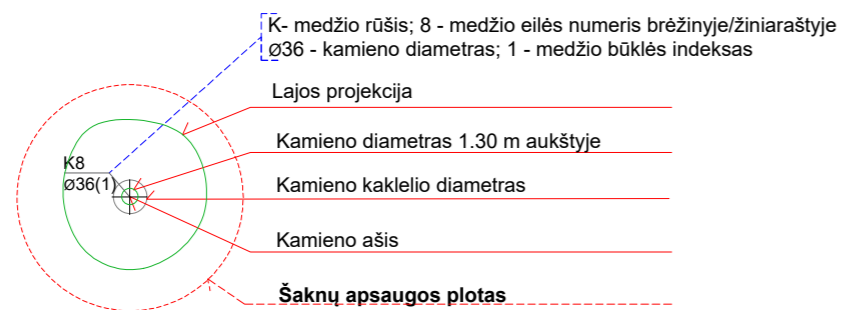 K- medžio rūšis; 8 - medžio eilės numeris brėžinyje/žiniaraštyje
Ø36 - kamieno diametras; 1 - medžio būklės indeksas
Lajos projekcija
Kamieno diametras 1.30 m aukštyje
K8
Ø36(1)
Kamieno kaklelio diametras
Kamieno ašis
Šaknų apsaugos plotas